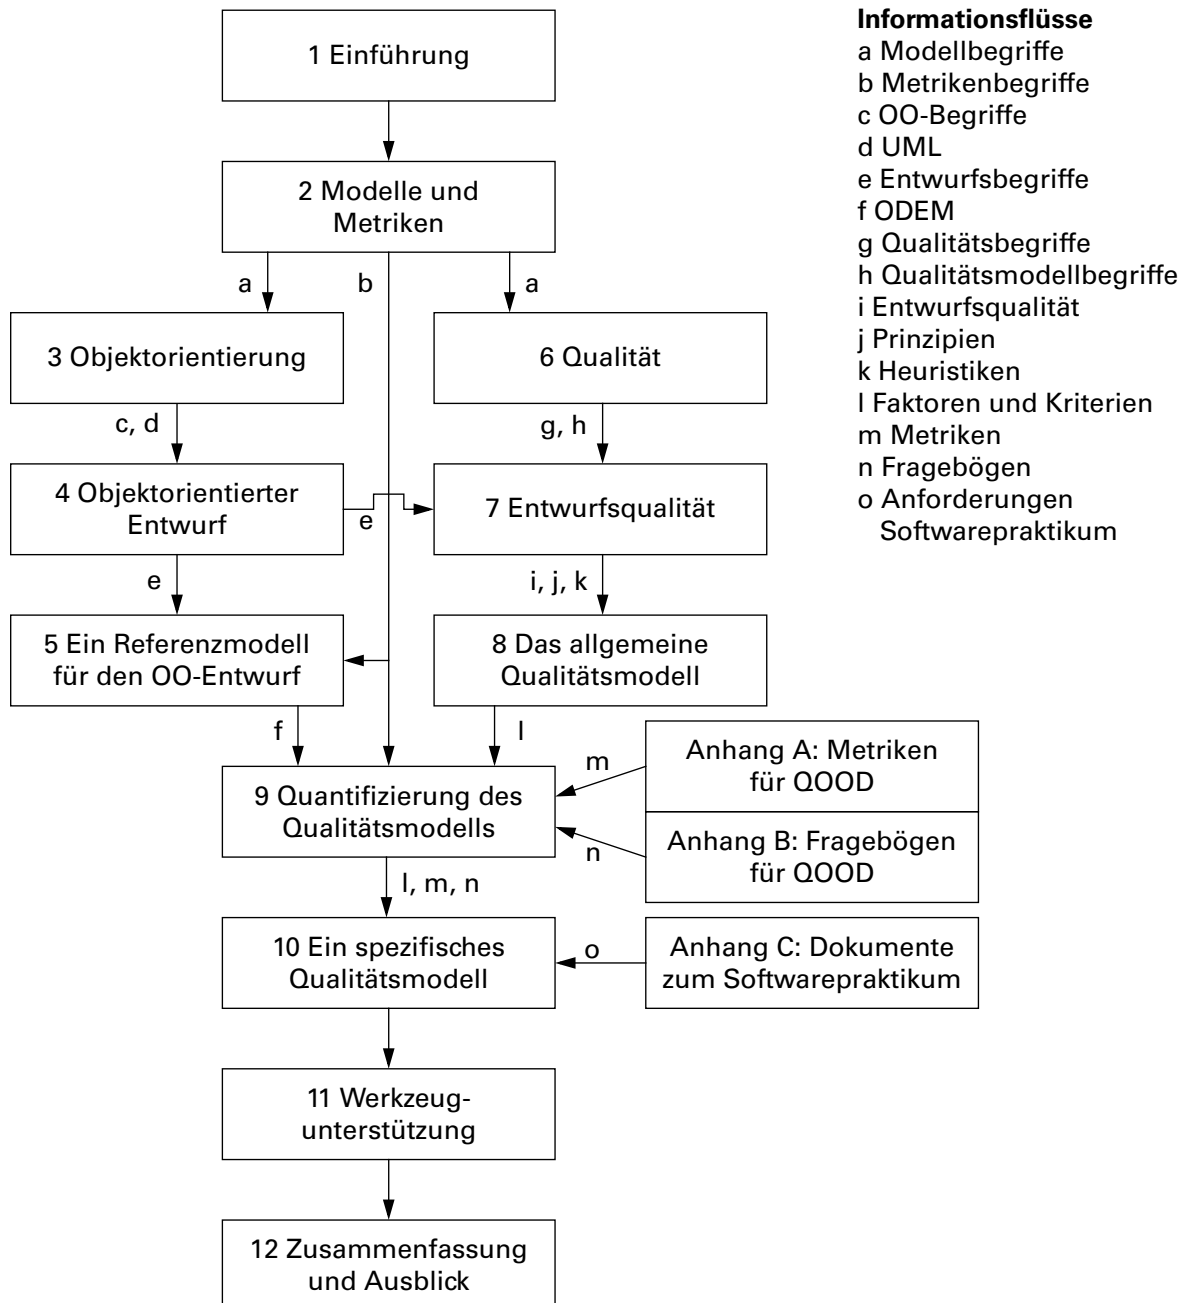 1 Einführung
2 Modelle und
Metriken
a
b
a
3 Objektorientierung
6 Qualität
c, d
g, h
4 Objektorientierter
Entwurf
e
7 Entwurfsqualität
e
i, j, k
5 Ein Referenzmodell
für den OO-Entwurf
8 Das allgemeine
Qualitätsmodell
f
l
9 Quantifizierung des
Qualitätsmodells
m
Anhang A: Metriken
für QOOD
n
Anhang B: Fragebögen
für QOOD
l, m, n
10 Ein spezifisches
Qualitätsmodell
o
Anhang C: Dokumente
zum Softwarepraktikum
11 Werkzeug-
unterstützung
12 Zusammenfassung
und Ausblick
Informationsflüsse
a Modellbegriffe
b Metrikenbegriffe
c OO-Begriffe
d UML
e Entwurfsbegriffe
f ODEM
g Qualitätsbegriffe
h Qualitätsmodellbegriffe
i Entwurfsqualität
j Prinzipien
k Heuristiken
l Faktoren und Kriterien
m Metriken
n Fragebögen
o Anforderungen
Softwarepraktikum